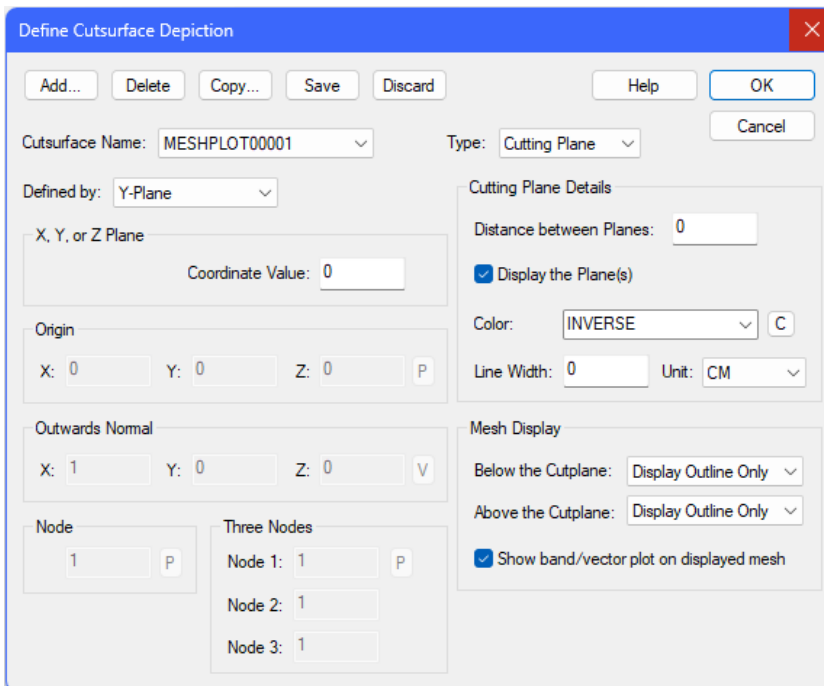 Define Cutsurface Depiction
Add... Delete Copy... Save Discard Help OK
Cancel
Cutsurface Name: MESHPLOT00001 Type: Cutting Plane
Defined by: Y-Plane
X, Y, or Z Plane
Coordinate Value: 0
Origin
X: 0 Y: 0 Z: 0 P
Outwards Normal
X: 1 Y: 0 Z: 0 V
Node
1 P
Three Nodes
Node 1: 1 P
Node 2: 1
Node 3: 1
Cutting Plane Details
Distance between Planes: 0
Display the Plane(s)
Color: INVERSE C
Line Width: 0 Unit: CM
Mesh Display
Below the Cutplane: Display Outline Only
Above the Cutplane: Display Outline Only
Show band/vector plot on displayed mesh